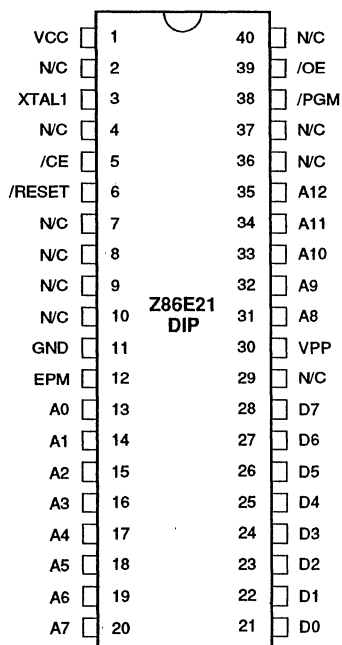 VCC 1 40 N/C
N/C 2 39 /OE
XTAL1 3 38 /PGM
N/C 4 37 N/C
/CE 5 36 N/C
/RESET 6 35 A12
N/C 7 34 A11
N/C 8 33 A10
N/C 9 32 A9
Z86E21
N/C 10 31 A8
DIP
GND 11 30 VPP
EPM 12 29 N/C
A0 13 28 D7
A1 14 27 D6
A2 15 26 D5
A3 16 25 D4
A4 17 24 D3
A5 18 23 D2
A6 19 22 D1
A7 20 21 D0